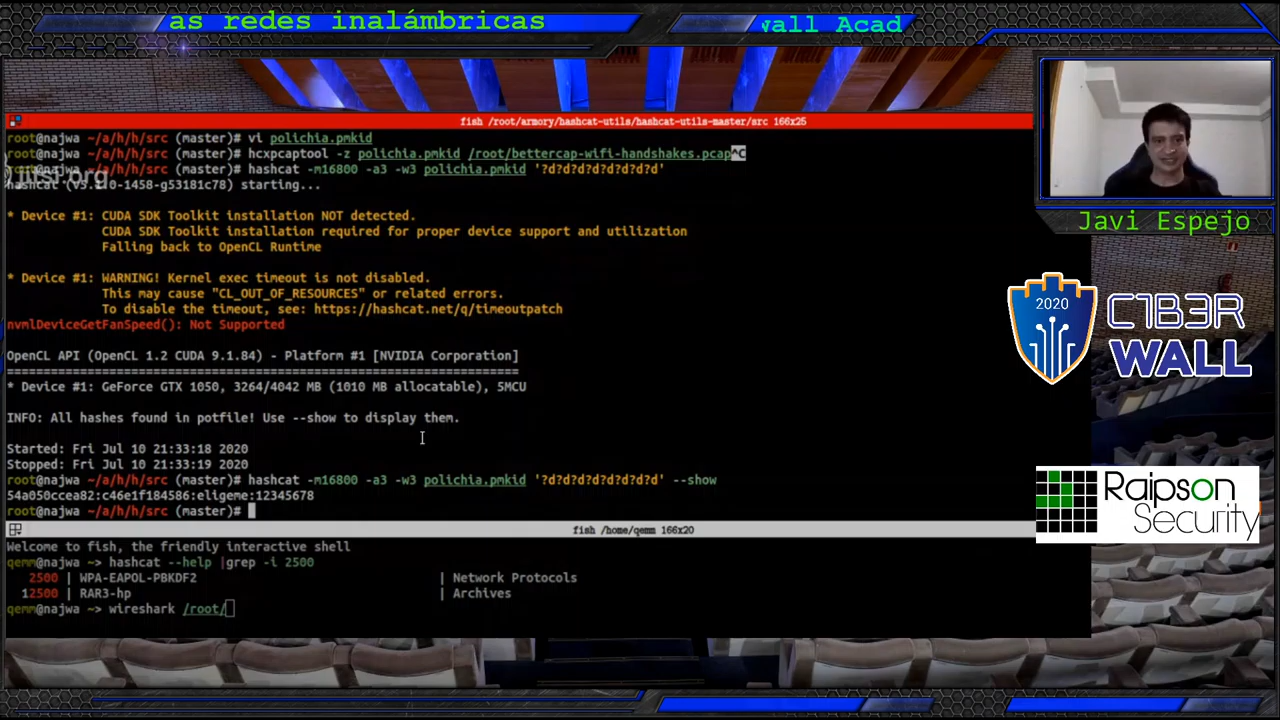 as redes inalámbricas
wall Acad
fish /root/armory/hashcat-utils/hashcat-utils-master/src 166x25
root@najwa ~/a/h/h/src (master)# vi polichia.pmkid
root@najwa ~/a/h/h/src (master)# hcxpcaptool -z polichia.pmkid /root/bettercap-wifi-handshakes.pcap^C
root@najwa ~/a/h/h/src (master)# hashcat -m16800 -a3 -w3 polichia.pmkid '?d?d?d?d?d?d?d?d'
starting...
* Device #1: CUDA SDK Toolkit installation NOT detected.
CUDA SDK Toolkit installation required for proper device support and utilization
Falling back to OpenCL Runtime
* Device #1: WARNING! Kernel exec timeout is not disabled.
This may cause "CL_OUT_OF_RESOURCES" or related errors.
To disable the timeout, see: https://hashcat.net/q/timeoutpatch
nvmlDeviceGetFanSpeed(): Not Supported
OpenCL API (OpenCL 1.2 CUDA 9.1.84) - Platform #1 [NVIDIA Corporation]
======================================================================
* Device #1: GeForce GTX 1050, 3264/4042 MB (1010 MB allocatable), 5MCU
INFO: All hashes found in potfile! Use --show to display them.
Started: Fri Jul 10 21:33:18 2020
Stopped: Fri Jul 10 21:33:19 2020
root@najwa ~/a/h/h/src (master)# hashcat -m16800 -a3 -w3 polichia.pmkid '?d?d?d?d?d?d?d?d' --show
54a050ccea82:c46e1f184586:eligeme:12345678
root@najwa ~/a/h/h/src (master)#
fish /home/qemm 166x20
Welcome to fish, the friendly interactive shell
qemm@najwa ~> hashcat --help |grep -i 2500
2500 | WPA-EAPOL-PBKDF2 | Network Protocols
12500 | RAR3-hp | Archives
qemm@najwa ~> wireshark /root/
Javi Espejo
2020
C1B3R
WALL
Raipson
Security